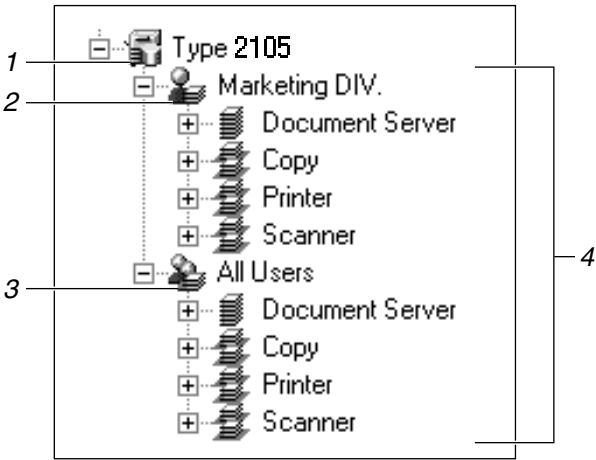 Type 2105
1
Marketing DIV.
2
Document Server
Copy
Printer
Scanner
4
All Users
3
Document Server
Copy
Printer
Scanner